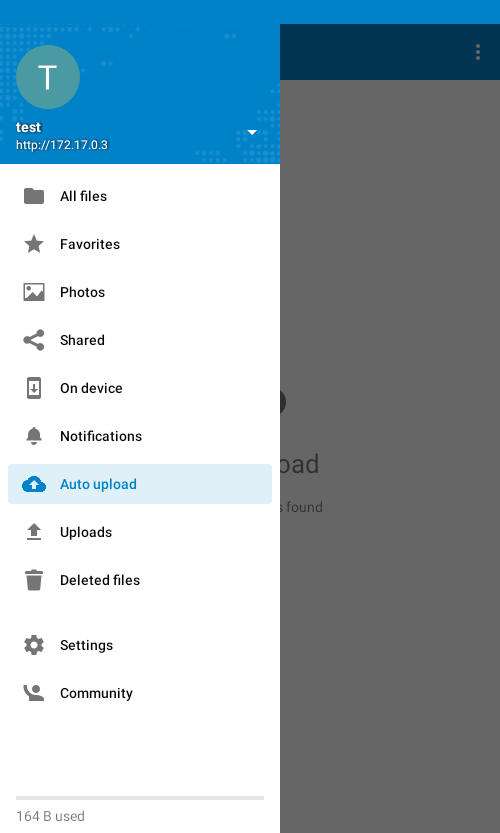 T
test
http://172.17.0.3
All files
Favorites
Photos
Shared
On device
Notifications
Auto upload
Uploads
Deleted files
Settings
Community
164 B used
found